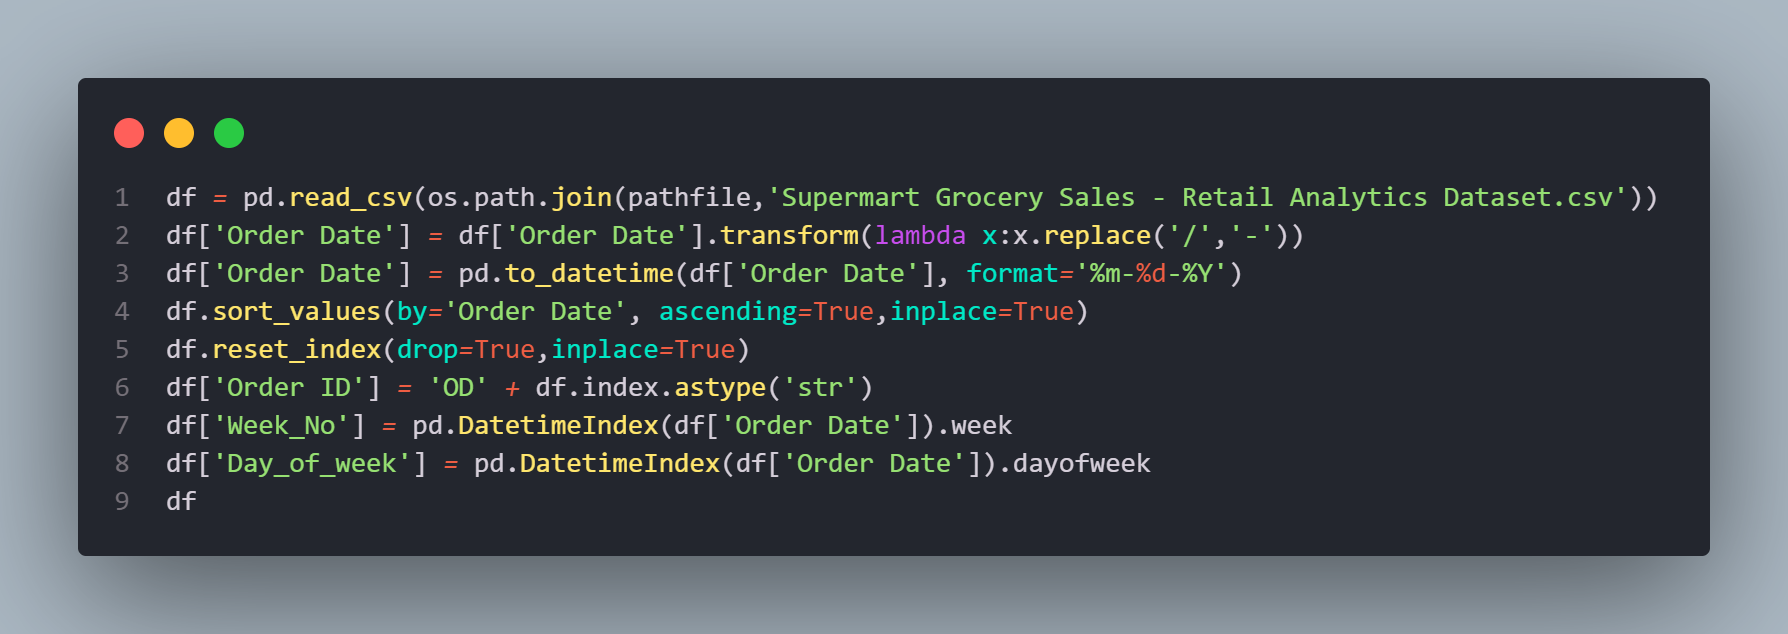 1 df = pd.read_csv(os.path.join(pathfile,'Supermart Grocery Sales - Retail Analytics Dataset.csv'))
2 df['Order Date'] = df['Order Date'].transform(lambda x:x.replace('/','-'))
3 df['Order Date'] = pd.to_datetime(df['Order Date'], format='%m-%d-%Y')
4 df.sort_values(by='Order Date', ascending=True,inplace=True)
5 df.reset_index(drop=True,inplace=True)
6 df['Order ID'] = 'OD' + df.index.astype('str')
7 df['Week_No'] = pd.DatetimeIndex(df['Order Date']).week
8 df['Day_of_week'] = pd.DatetimeIndex(df['Order Date']).dayofweek
9 df